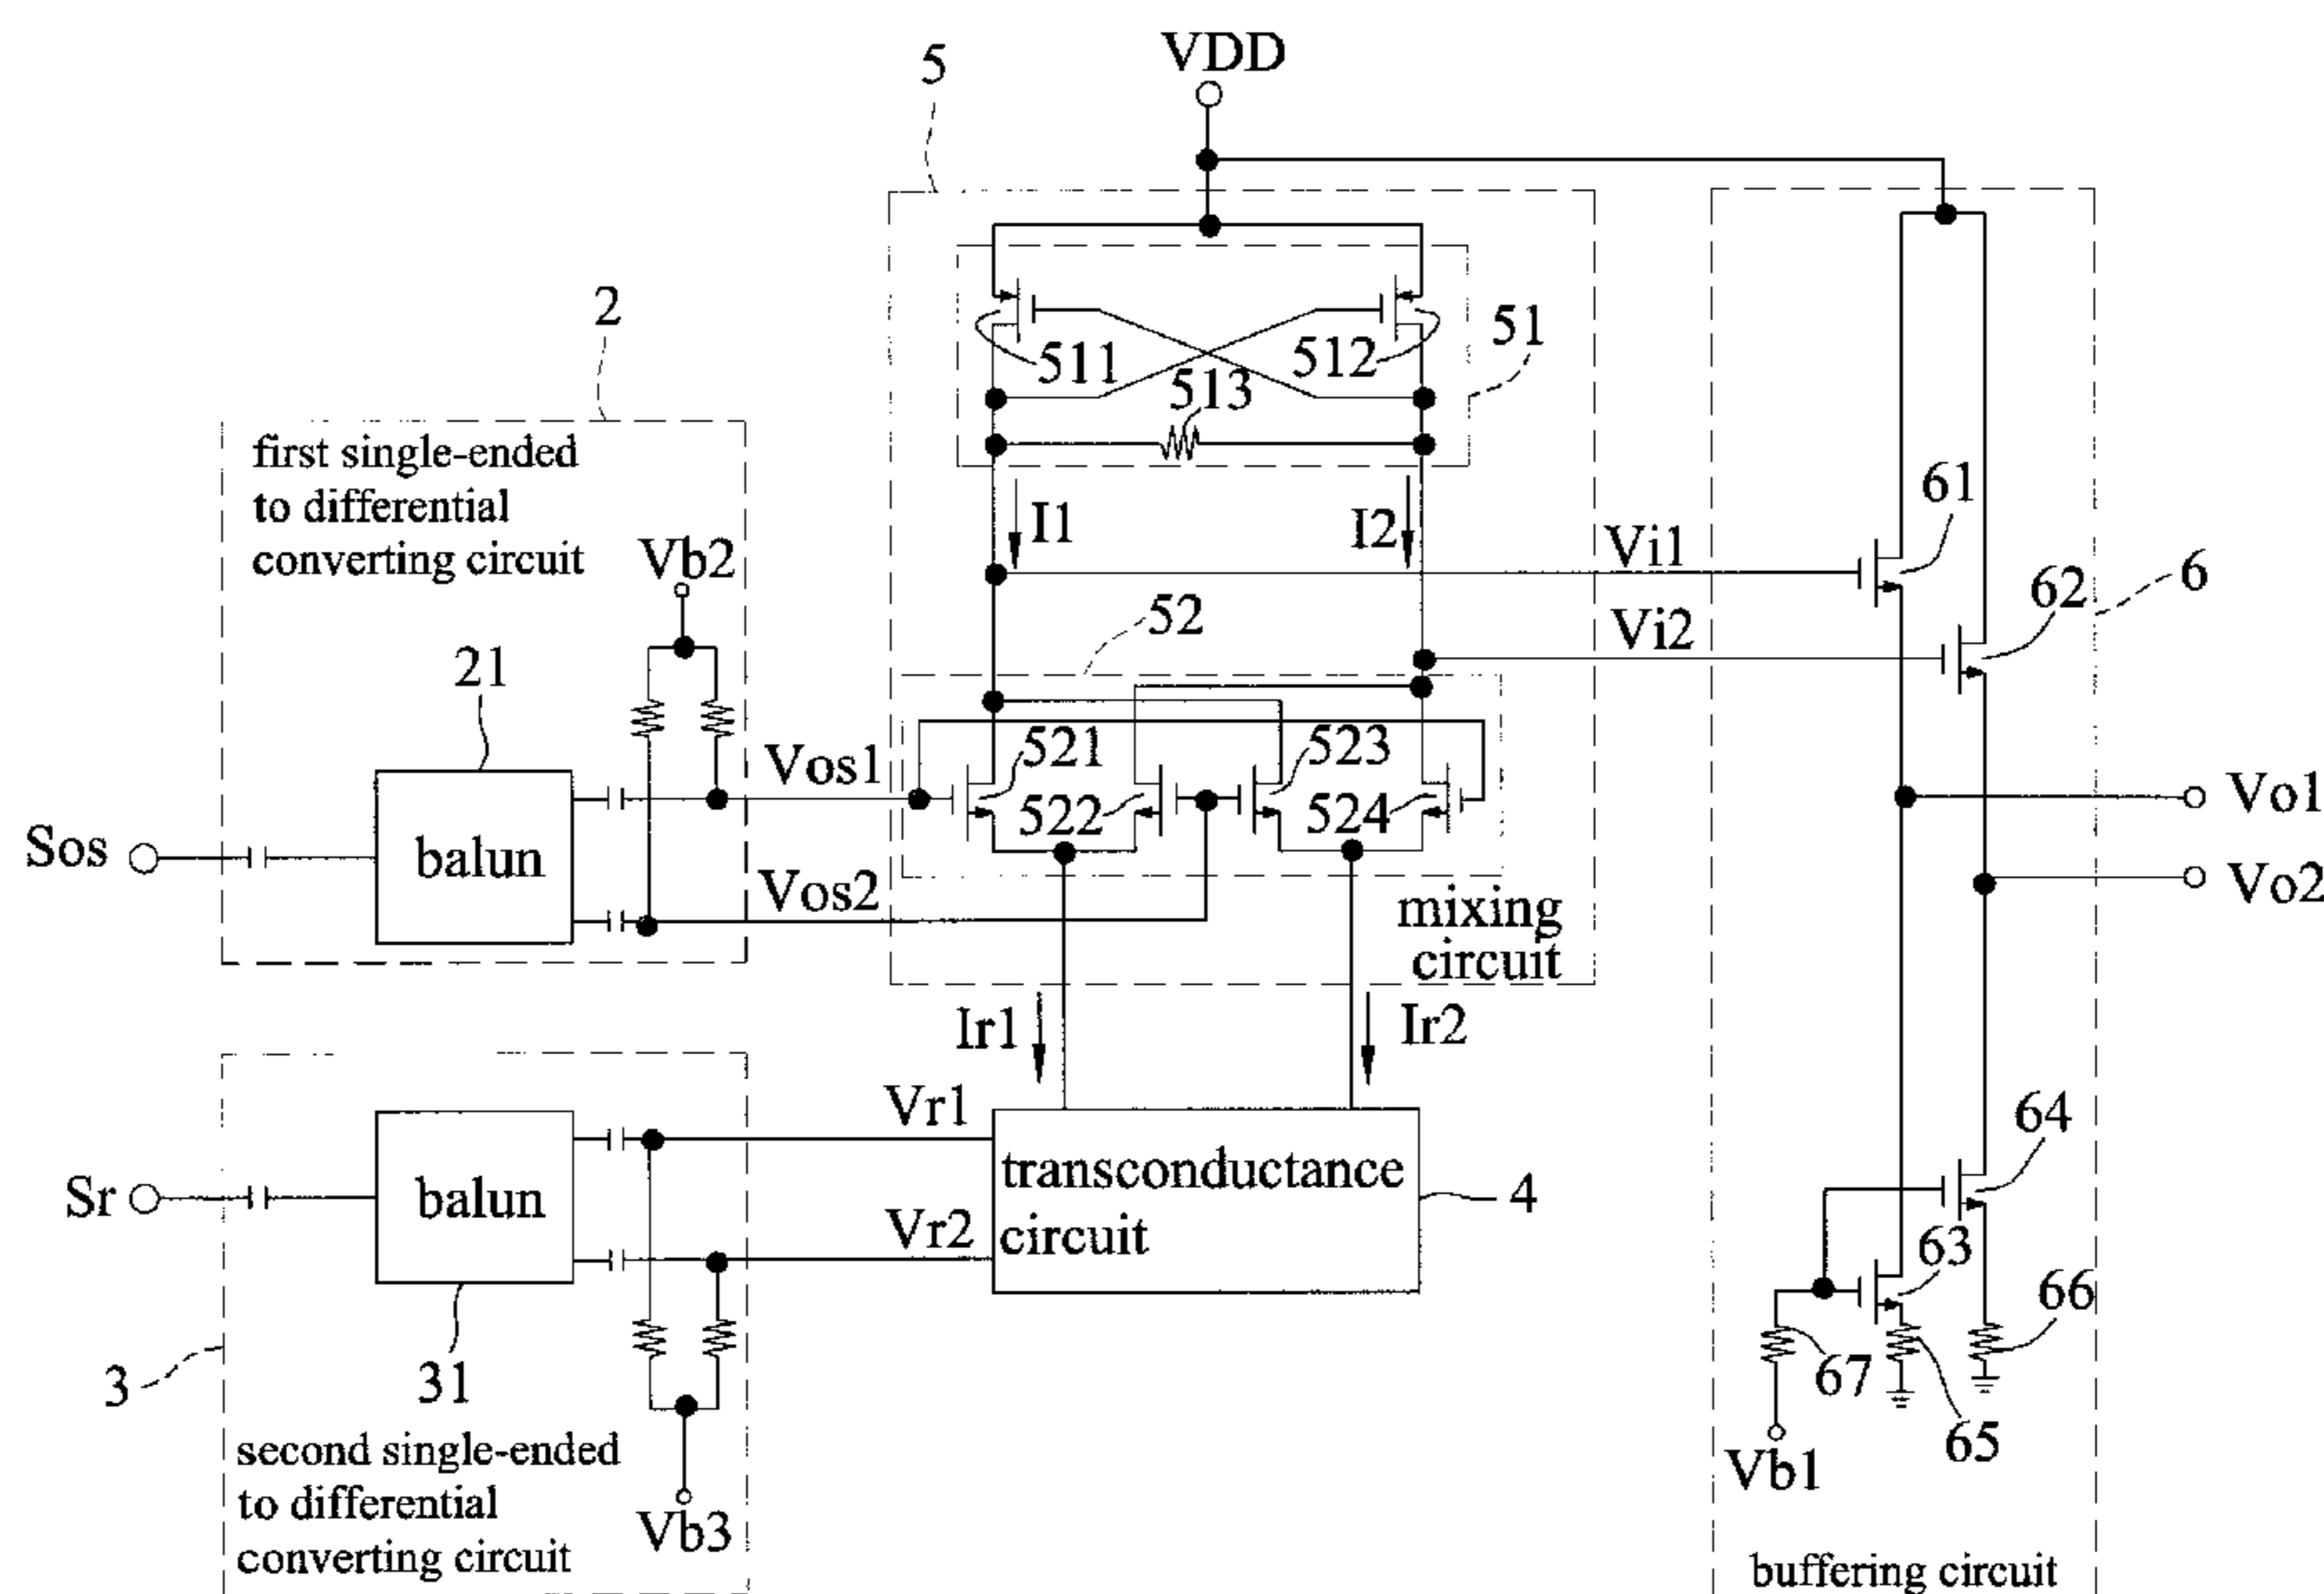 VDD
5
2
first single-ended
to differential
converting circuit
Vb2
21
balun
Sos
Vos1
Vos2
511
512
513
51
I1
I2
Vi1
Vi2
52
521
522
523
524
mixing
circuit
61
62
6
Vo1
Vo2
Ir1
Ir2
Vr1
Vr2
transconductance
circuit
4
Sr
balun
31
3
second single-ended
to differential
converting circuit
Vb3
64
63
66
67
65
Vb1
buffering circuit